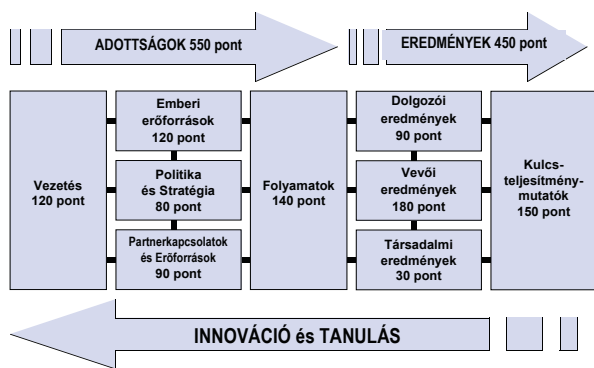 ADOTTSÁGOK 550 pont
EREDMÉNYEK 450 pont
Vezetés
120 pont
Emberi
erőforrások
120 pont
Politika
és Stratégia
80 pont
Partnerkapcsolatok
és Erőforrások
90 pont
Folyamatok
140 pont
Dolgozói
eredmények
90 pont
Vevői
eredmények
180 pont
Társadalmi
eredmények
30 pont
Kulcs-
teljesítmény-
mutatók
150 pont
INNOVÁCIÓ és TANULÁS